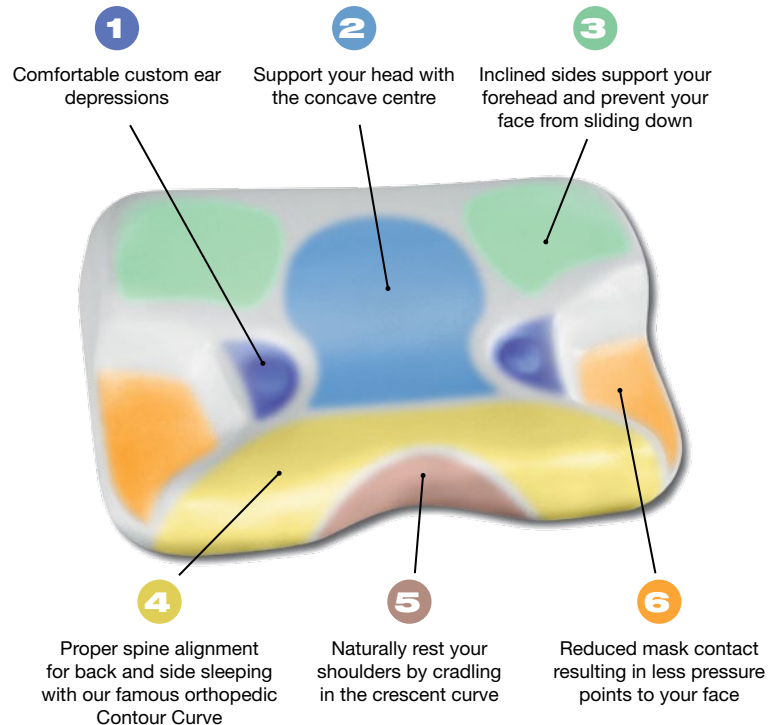 1
Comfortable custom ear
depressions
2
Support your head with
the concave centre
3
Inclined sides support your
forehead and prevent your
face from sliding down
4
Proper spine alignment
for back and side sleeping
with our famous orthopedic
Contour Curve
5
Naturally rest your
shoulders by cradling
in the crescent curve
6
Reduced mask contact
resulting in less pressure
points to your face